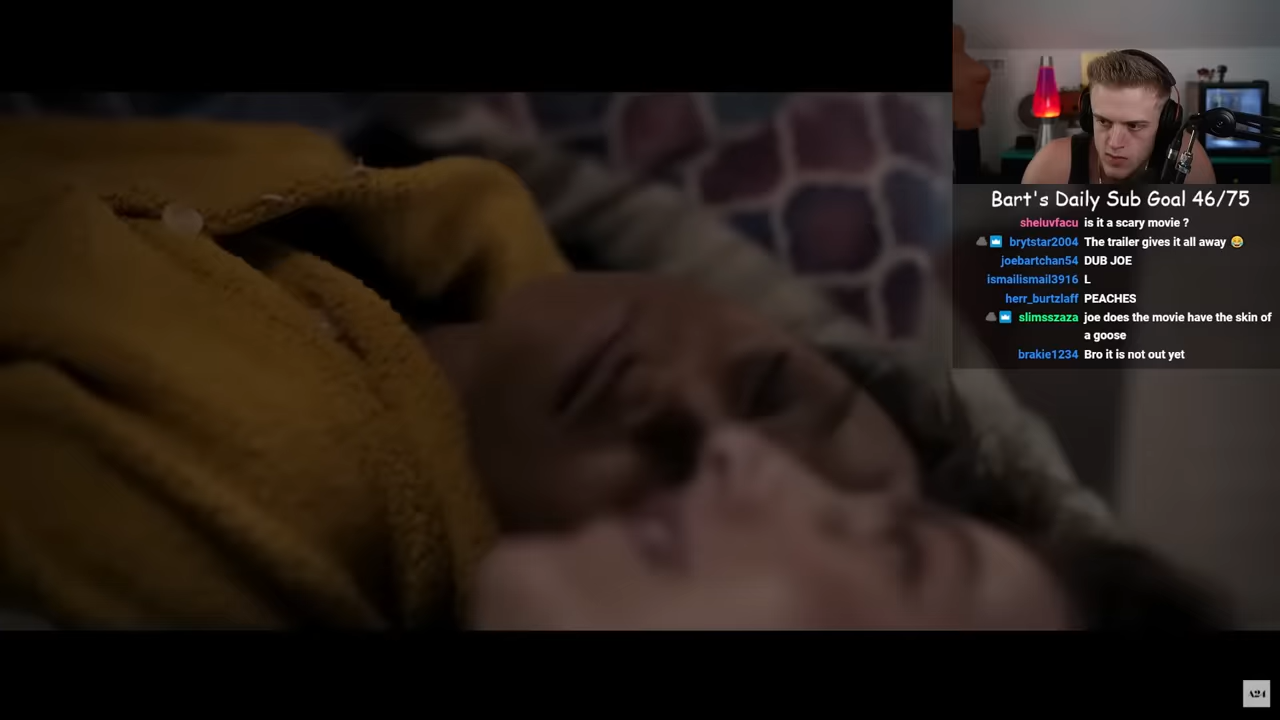 Bart's Daily Sub Goal 46/75
sheluvfacu is it a scary movie ?
brytstar2004 The trailer gives it all away 😂
joebartchan54 DUB JOE
ismailismail3916 L
herr_burtzlaff PEACHES
slimsszaza joe does the movie have the skin of
a goose
brakie1234 Bro it is not out yet
A24